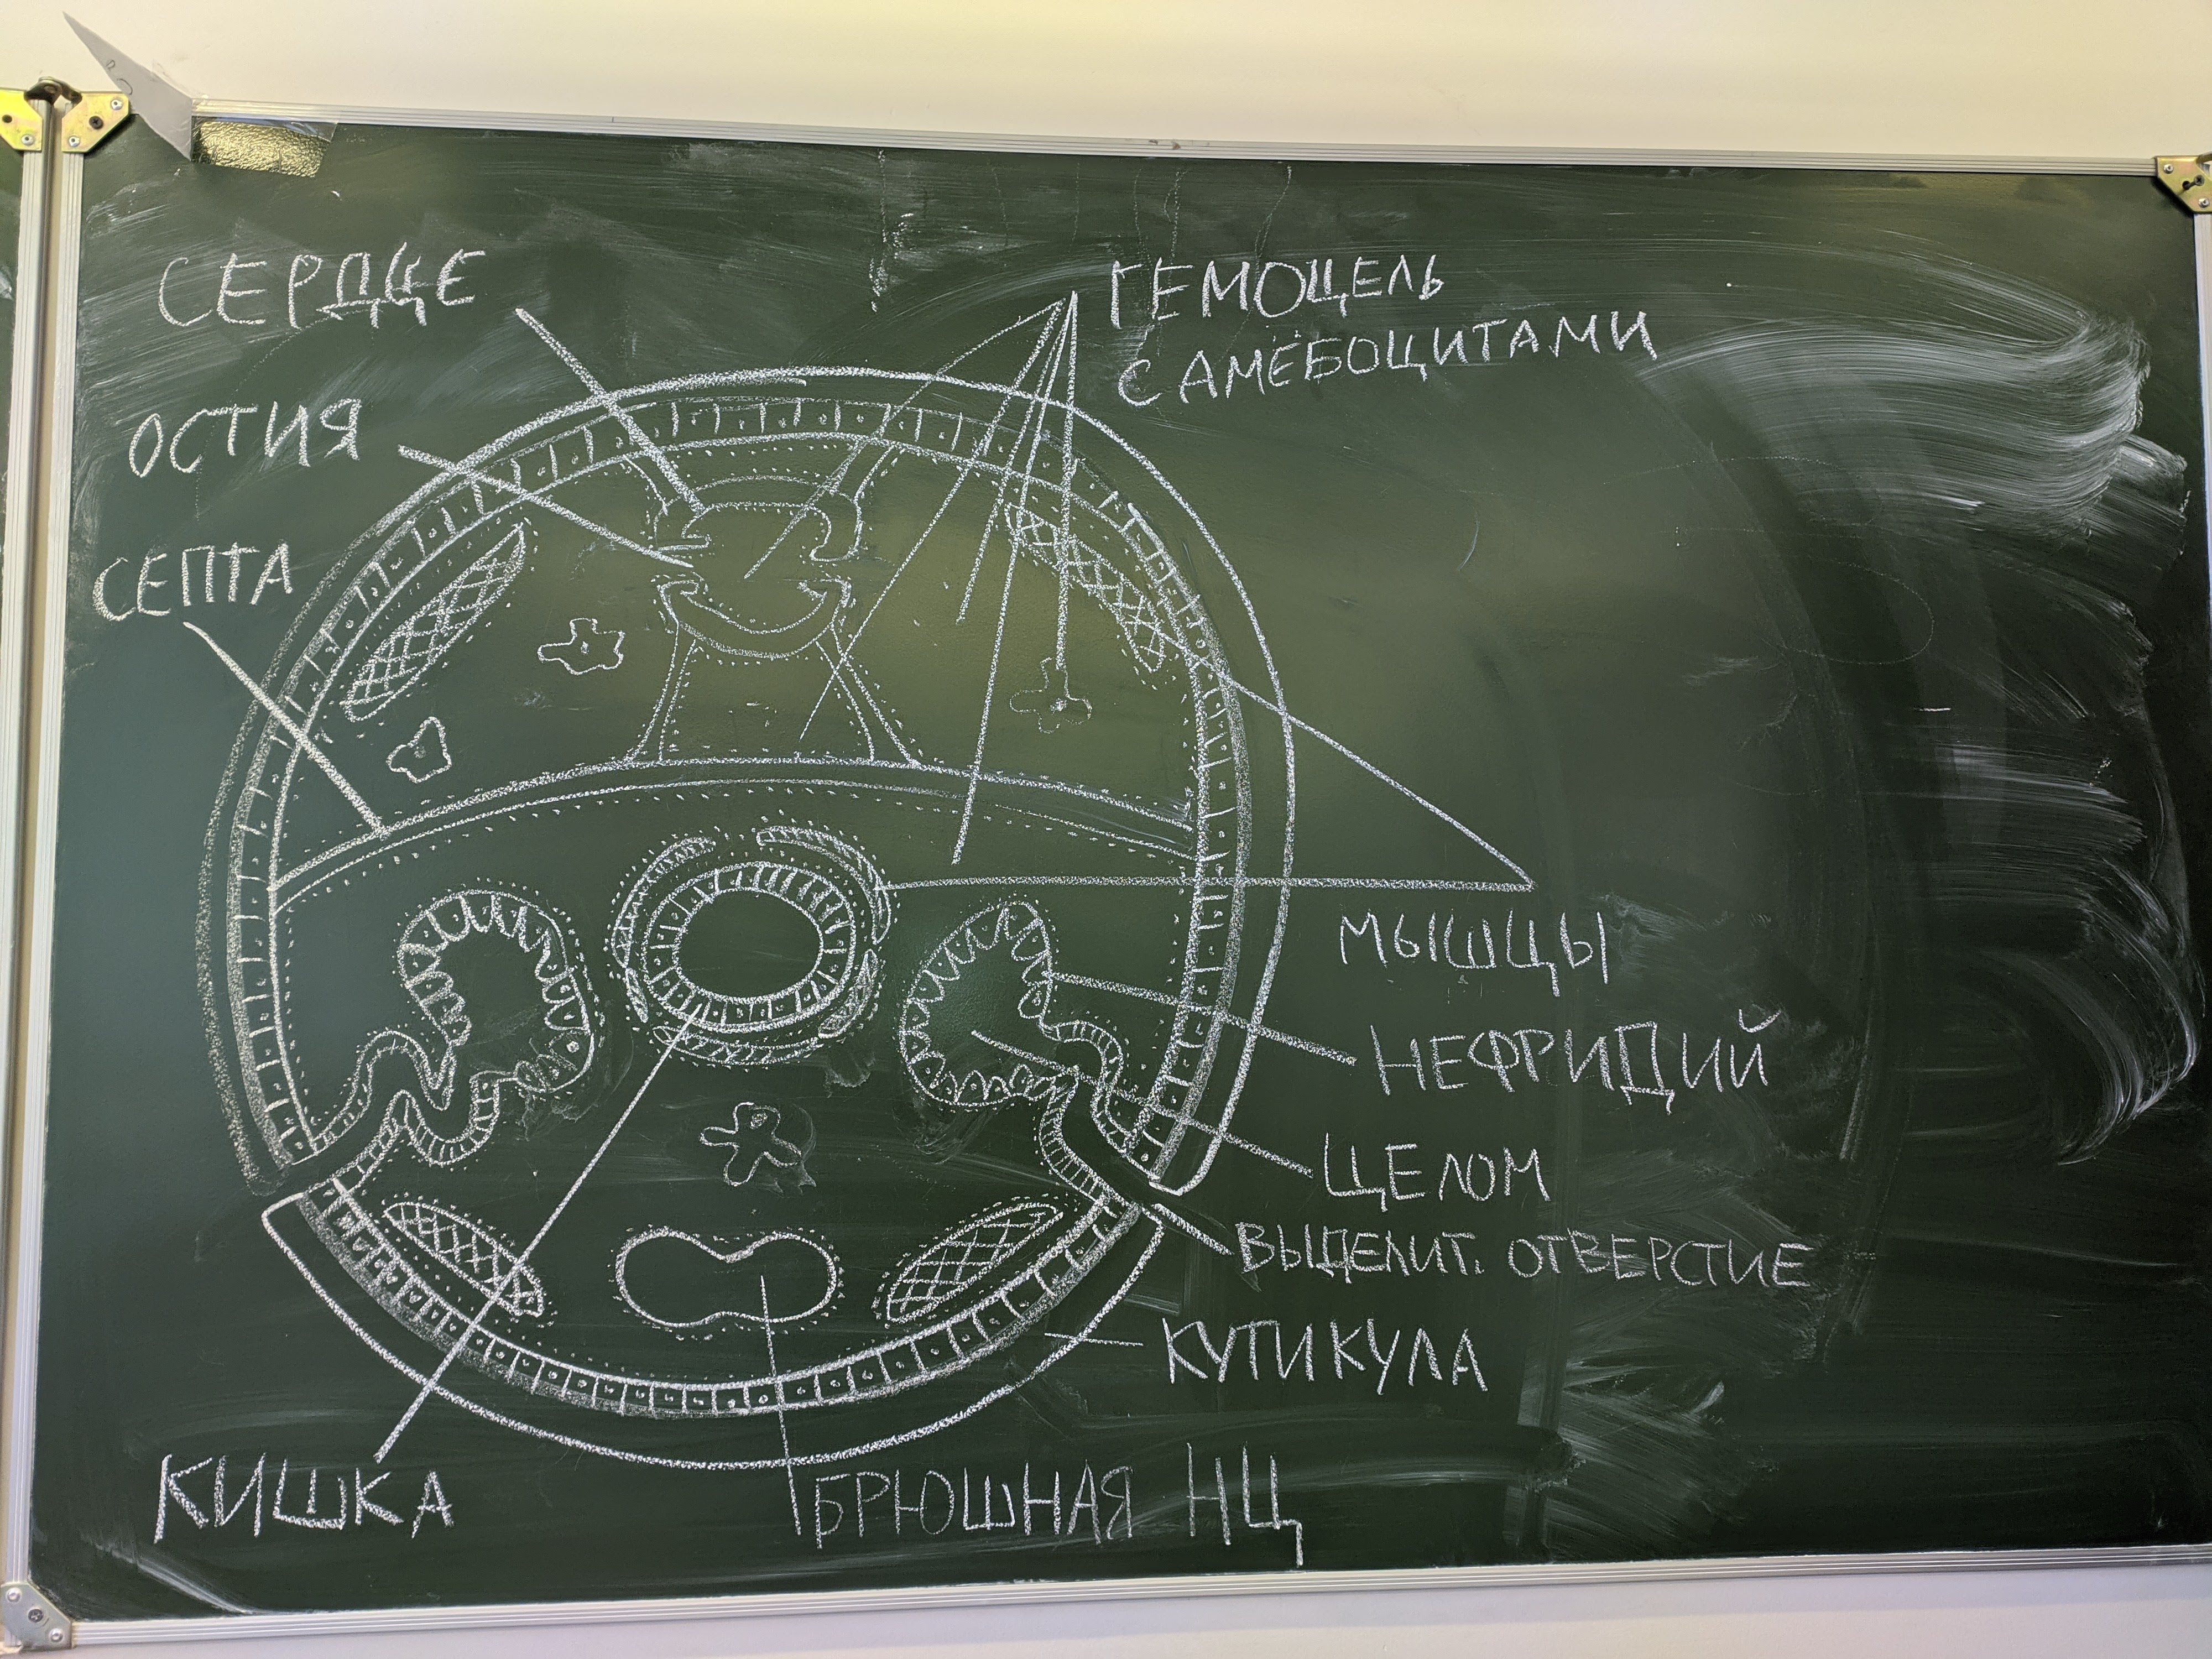 СЕРДЦЕ
ГЕМОЦЕЛЬ
С АМЁБОЦИТАМИ
ОСТИЯ
СЕПТА
МЫШЦЫ
НЕФРИДИЙ
ЦЕЛОМ
ВЫДЕЛИТ. ОТВЕРСТИЕ
КУТИКУЛА
КИШКА
БРЮШНАЯ НЦ